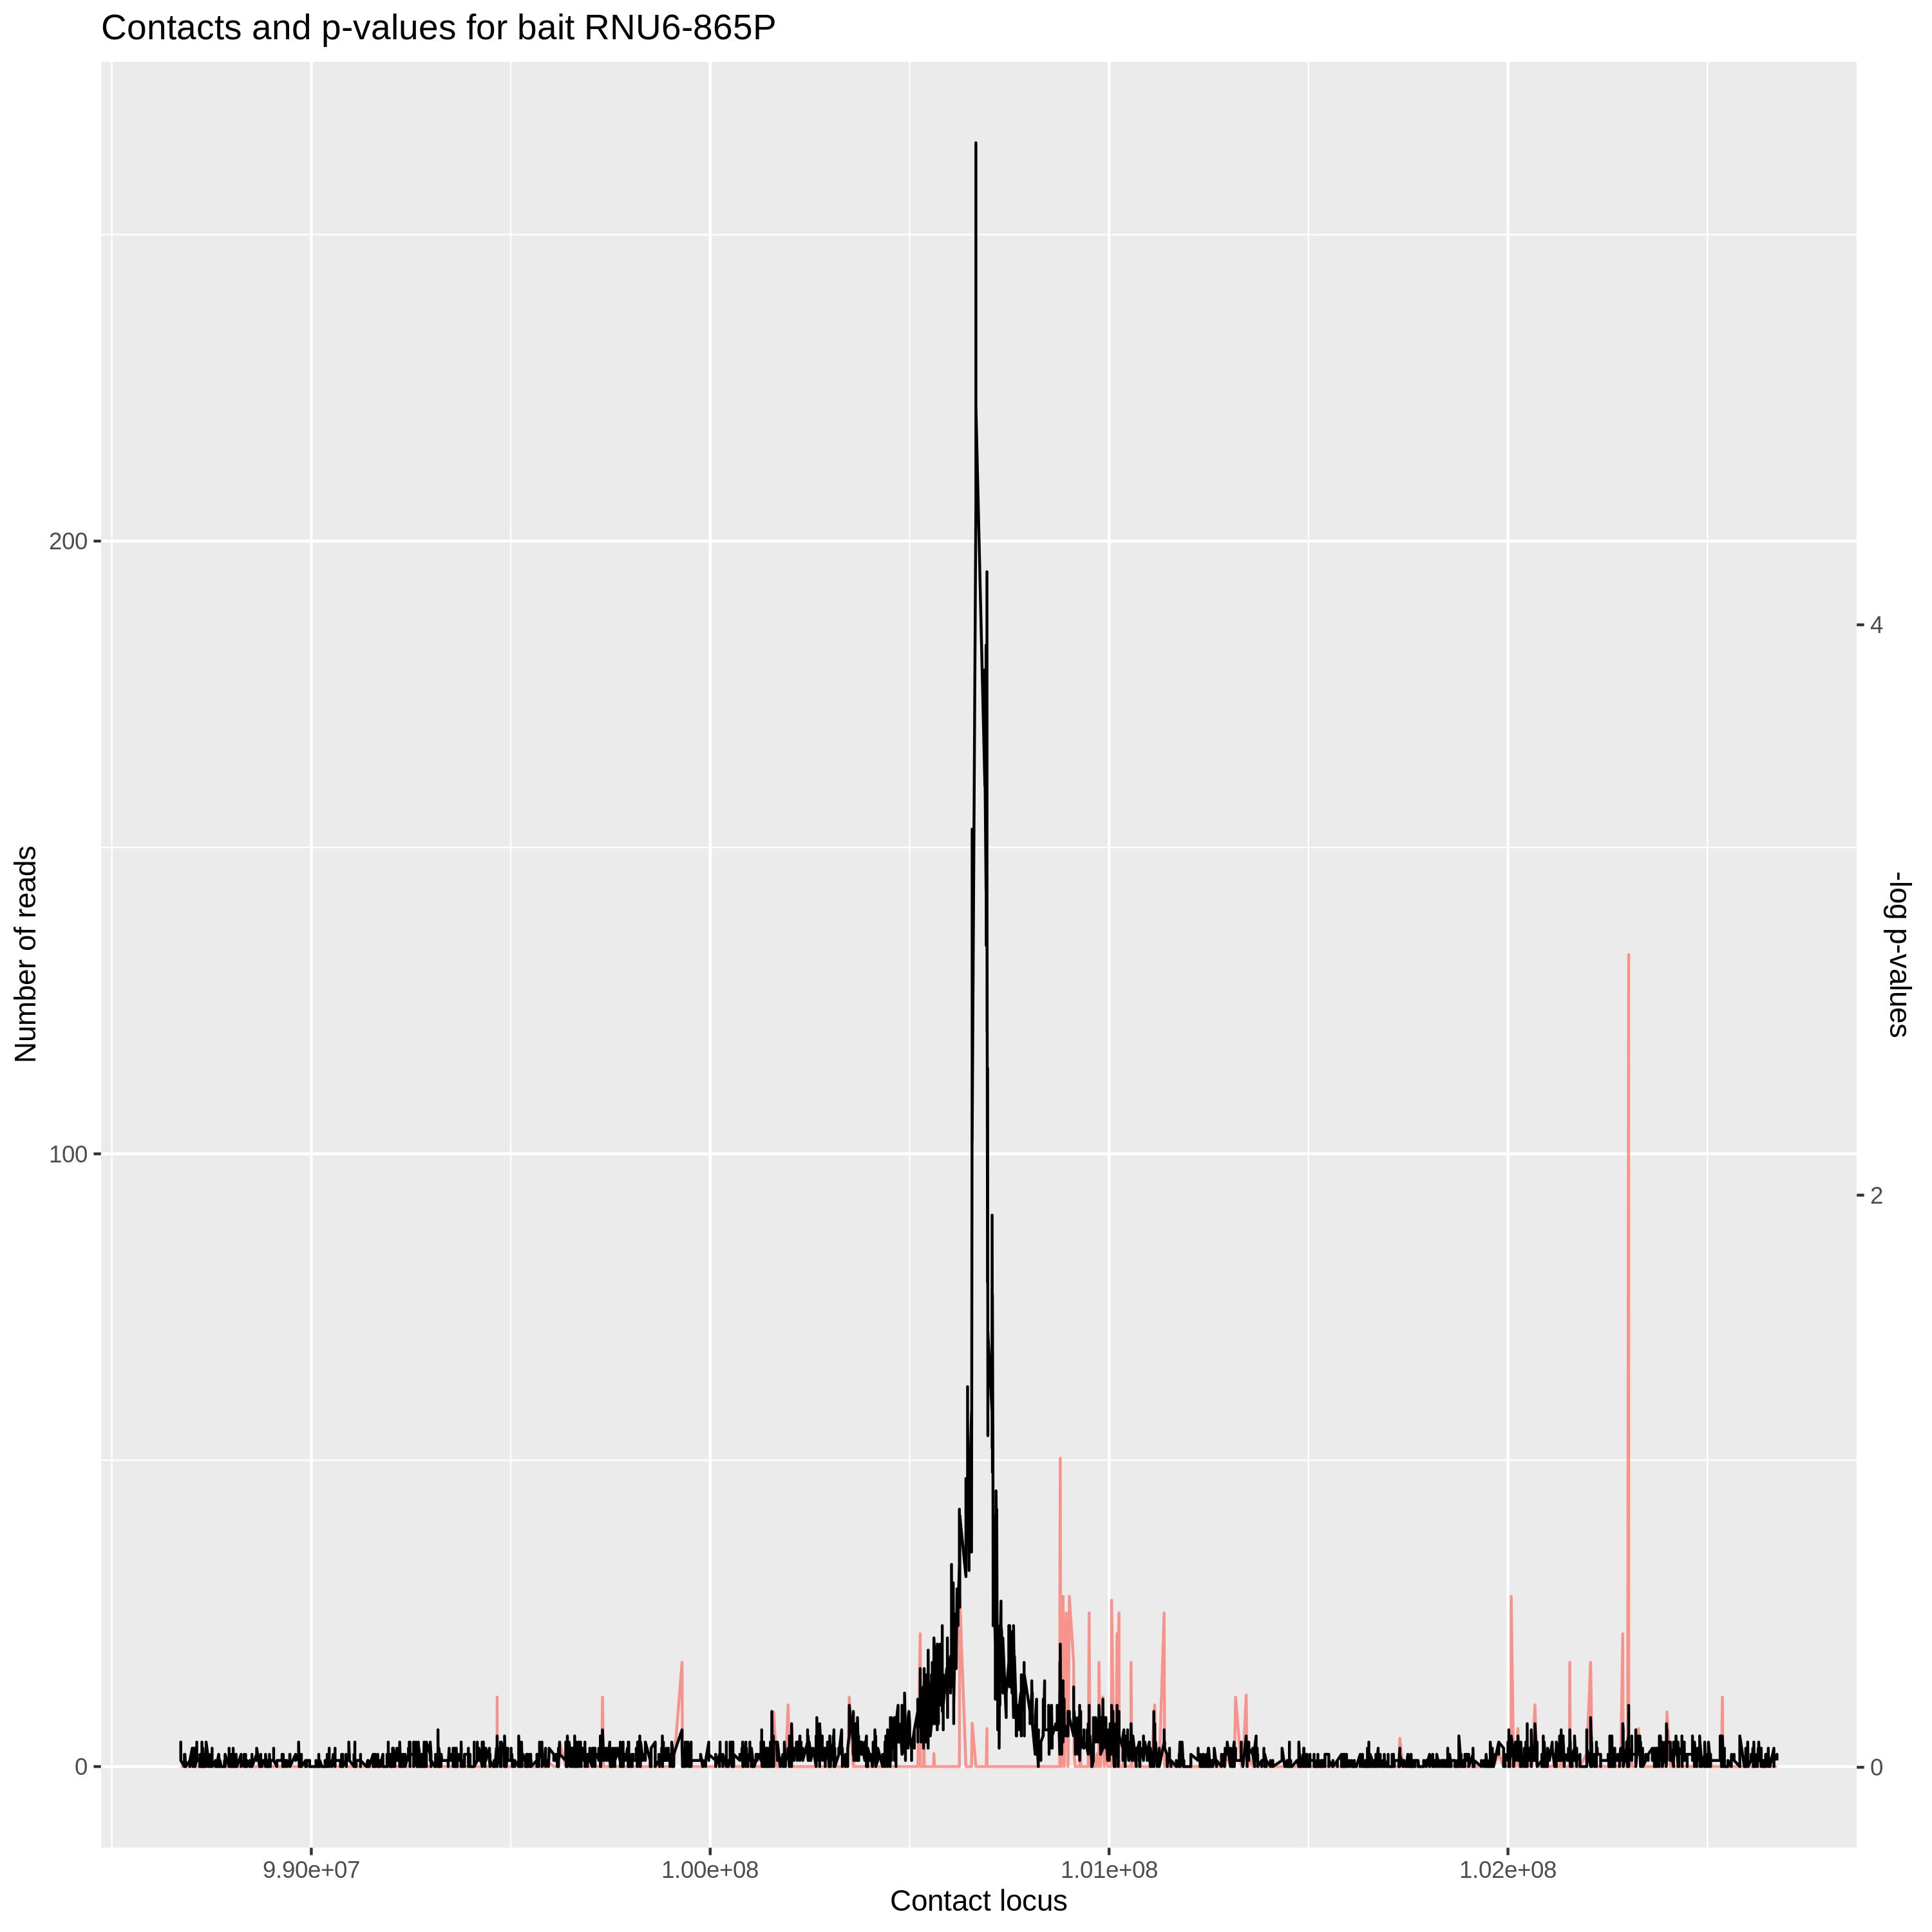 Contacts and p-values for bait RNU6-865P
200
100
0
Number of reads
4
2
0
-log p-values
9.90e+07
1.00e+08
1.01e+08
1.02e+08
Contact locus